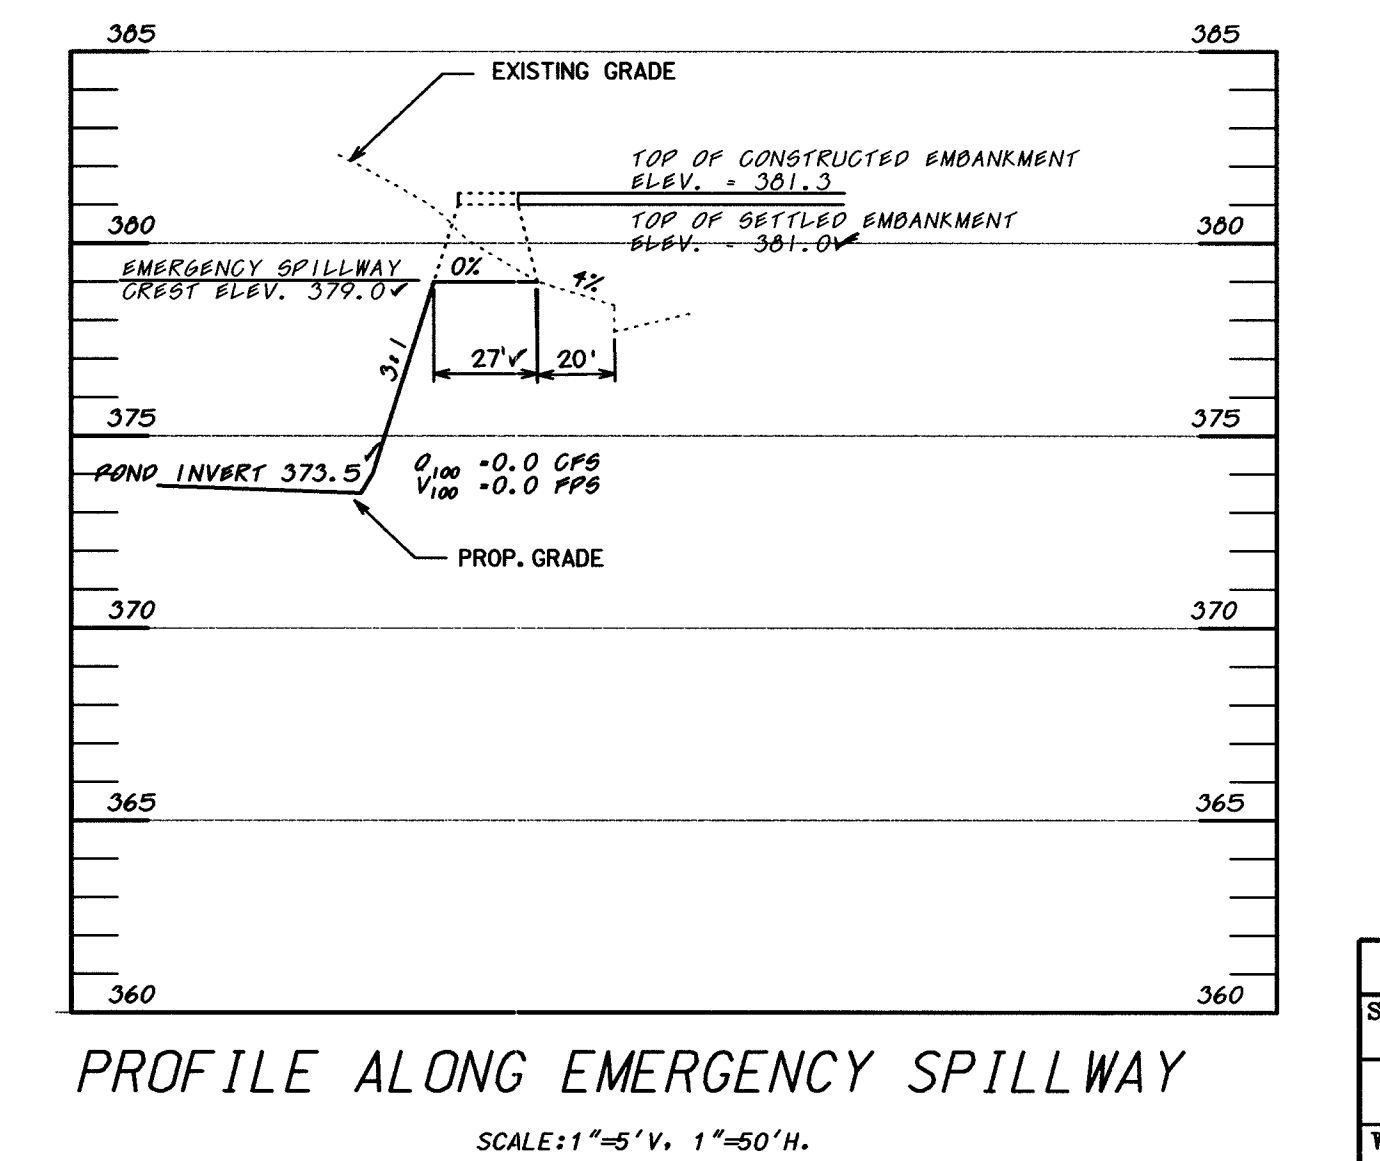 385 385
EXISTING GRADE
TOP OF CONSTRUCTED EMBANKMENT
ELEV. = 381.3
380 380
TOP OF SETTLED EMBANKMENT
ELEV. = 381.0
EMERGENCY SPILLWAY
CREST ELEV. 379.0
0%
4%
3:1
27' 20'
375 375
POND INVERT 373.5
Q100 =0.0 CFS
V100 =0.0 FPS
PROP. GRADE
370 370
365 365
360 360
S
PROFILE ALONG EMERGENCY SPILLWAY
SCALE:1"=5'V, 1"=50'H.